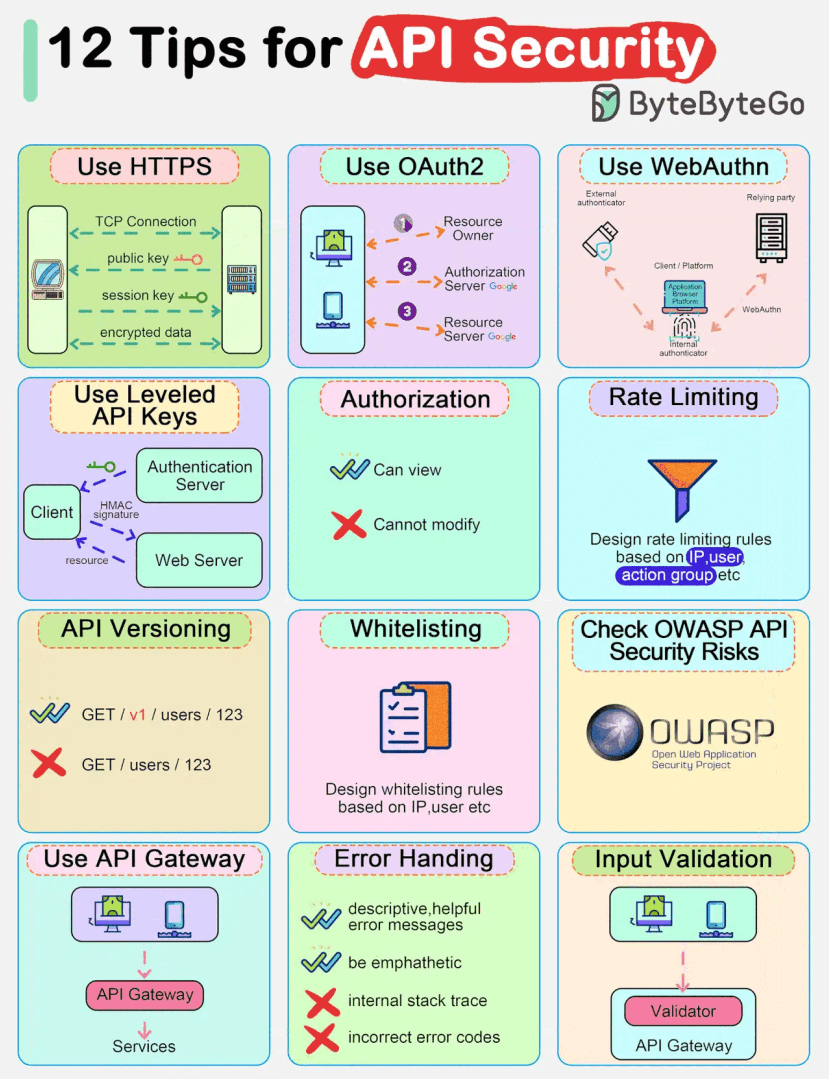 12 Tips for API Security
ByteByteGo
Use HTTPS
TCP Connection
public key
session key
encrypted data
Use OAuth2
1
Resource
Owner
2
Authorization
Server Google
3
Resource
Server Google
Use WebAuthn
External
authenticator
Relying party
Client / Platform
Application
Browser
Platform
WebAuthn
Internal
authenticator
Use Leveled
API Keys
Authentication
Server
Client
HMAC
signature
resource
Web Server
Authorization
Can view
Cannot modify
Rate Limiting
Design rate limiting rules
based on IP,user,
action group etc
API Versioning
GET / v1 / users / 123
GET / users / 123
Whitelisting
Design whitelisting rules
based on IP,user etc
Check OWASP API
Security Risks
OWASP
Open Web Application
Security Project
Use API Gateway
API Gateway
Services
Error Handing
descriptive,helpful
error messages
be emphathetic
internal stack trace
incorrect error codes
Input Validation
Validator
API Gateway